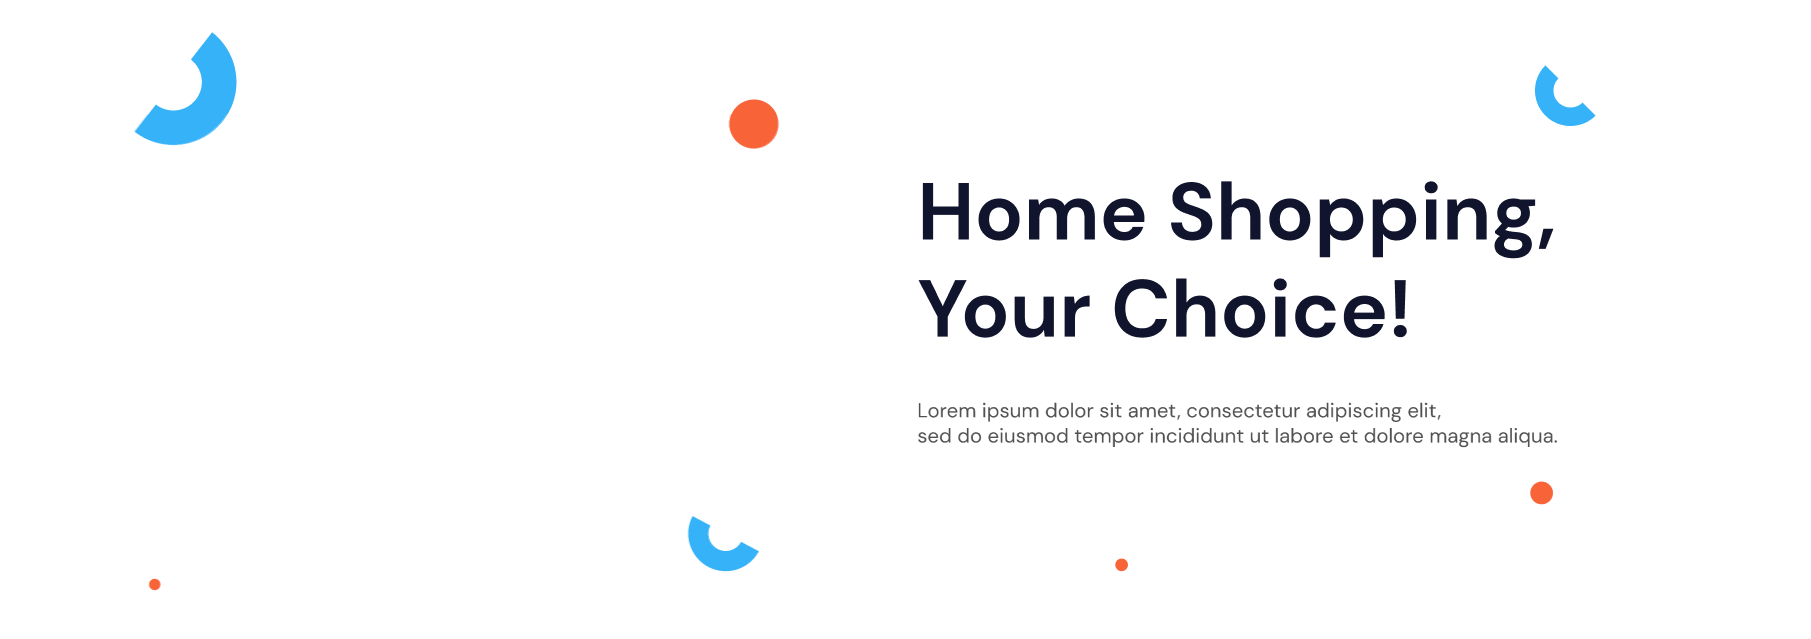 Home Shopping,
Your Choice!
Lorem ipsum dolor sit amet, consectetur adipiscing elit,
sed do eiusmod tempor incididunt ut labore et dolore magna aliqua.